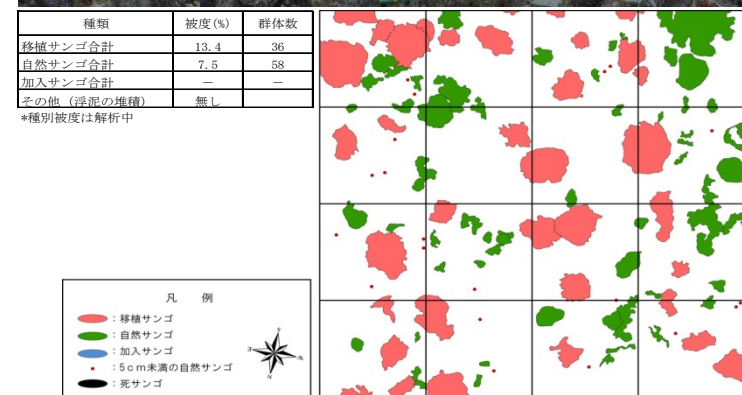 種類 被度(%) 群体数
移植サンゴ合計 13.4 36
自然サンゴ合計 7.5 58
加入サンゴ合計 － －
その他（浮泥の堆積） 無し
*種別被度は解析中
凡 例
：移植サンゴ
：自然サンゴ
：加入サンゴ
：5cm未満の自然サンゴ
：死サンゴ
N